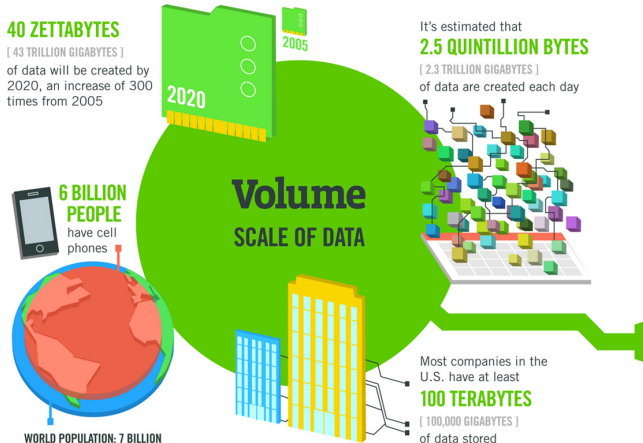 40 ZETTABYTES
[ 43 TRILLION GIGABYTES ]
of data will be created by
2020, an increase of 300
times from 2005
2005
2020
It's estimated that
2.5 QUINTILLION BYTES
[ 2.3 TRILLION GIGABYTES ]
of data are created each day
6 BILLION
PEOPLE
have cell
phones
Volume
SCALE OF DATA
WORLD POPULATION: 7 BILLION
Most companies in the
U.S. have at least
100 TERABYTES
[ 100,000 GIGABYTES ]
of data stored